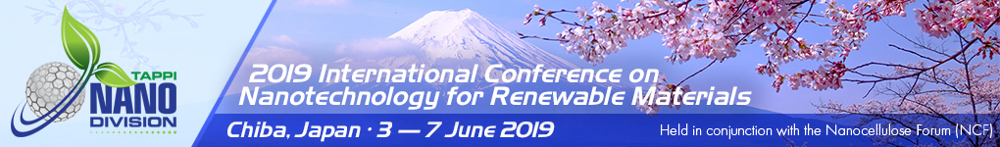 TAPPI
NANO
DIVISION
2019 International Conference on
Nanotechnology for Renewable Materials
Chiba, Japan · 3 — 7 June 2019
Held in conjunction with the Nanocellulose Forum (NCF)